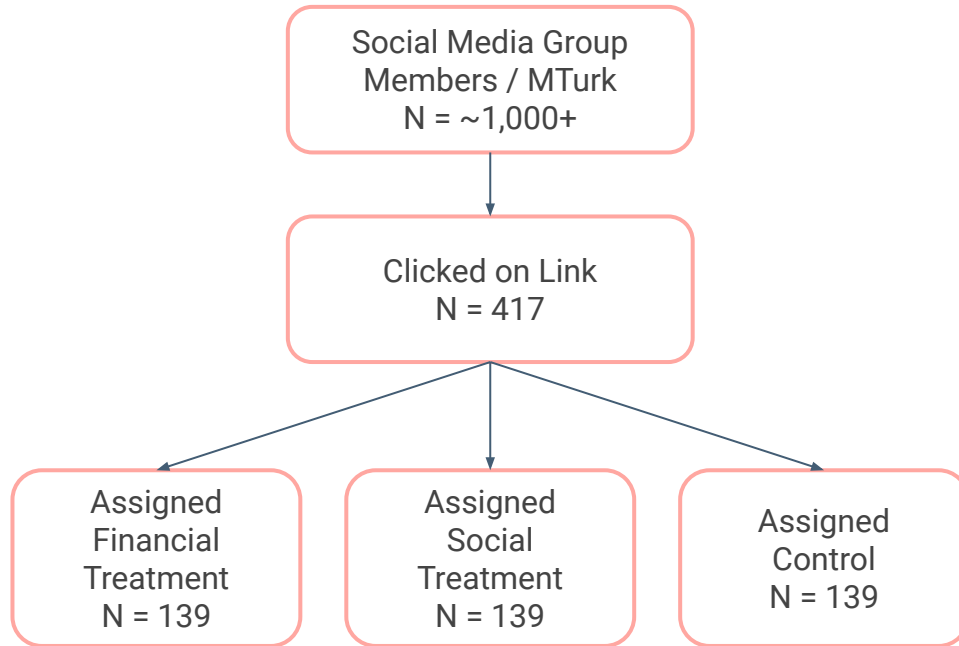 Social Media Group
Members / MTurk
N = ~1,000+
Clicked on Link
N = 417
Assigned
Financial
Treatment
N = 139
Assigned
Social
Treatment
N = 139
Assigned
Control
N = 139